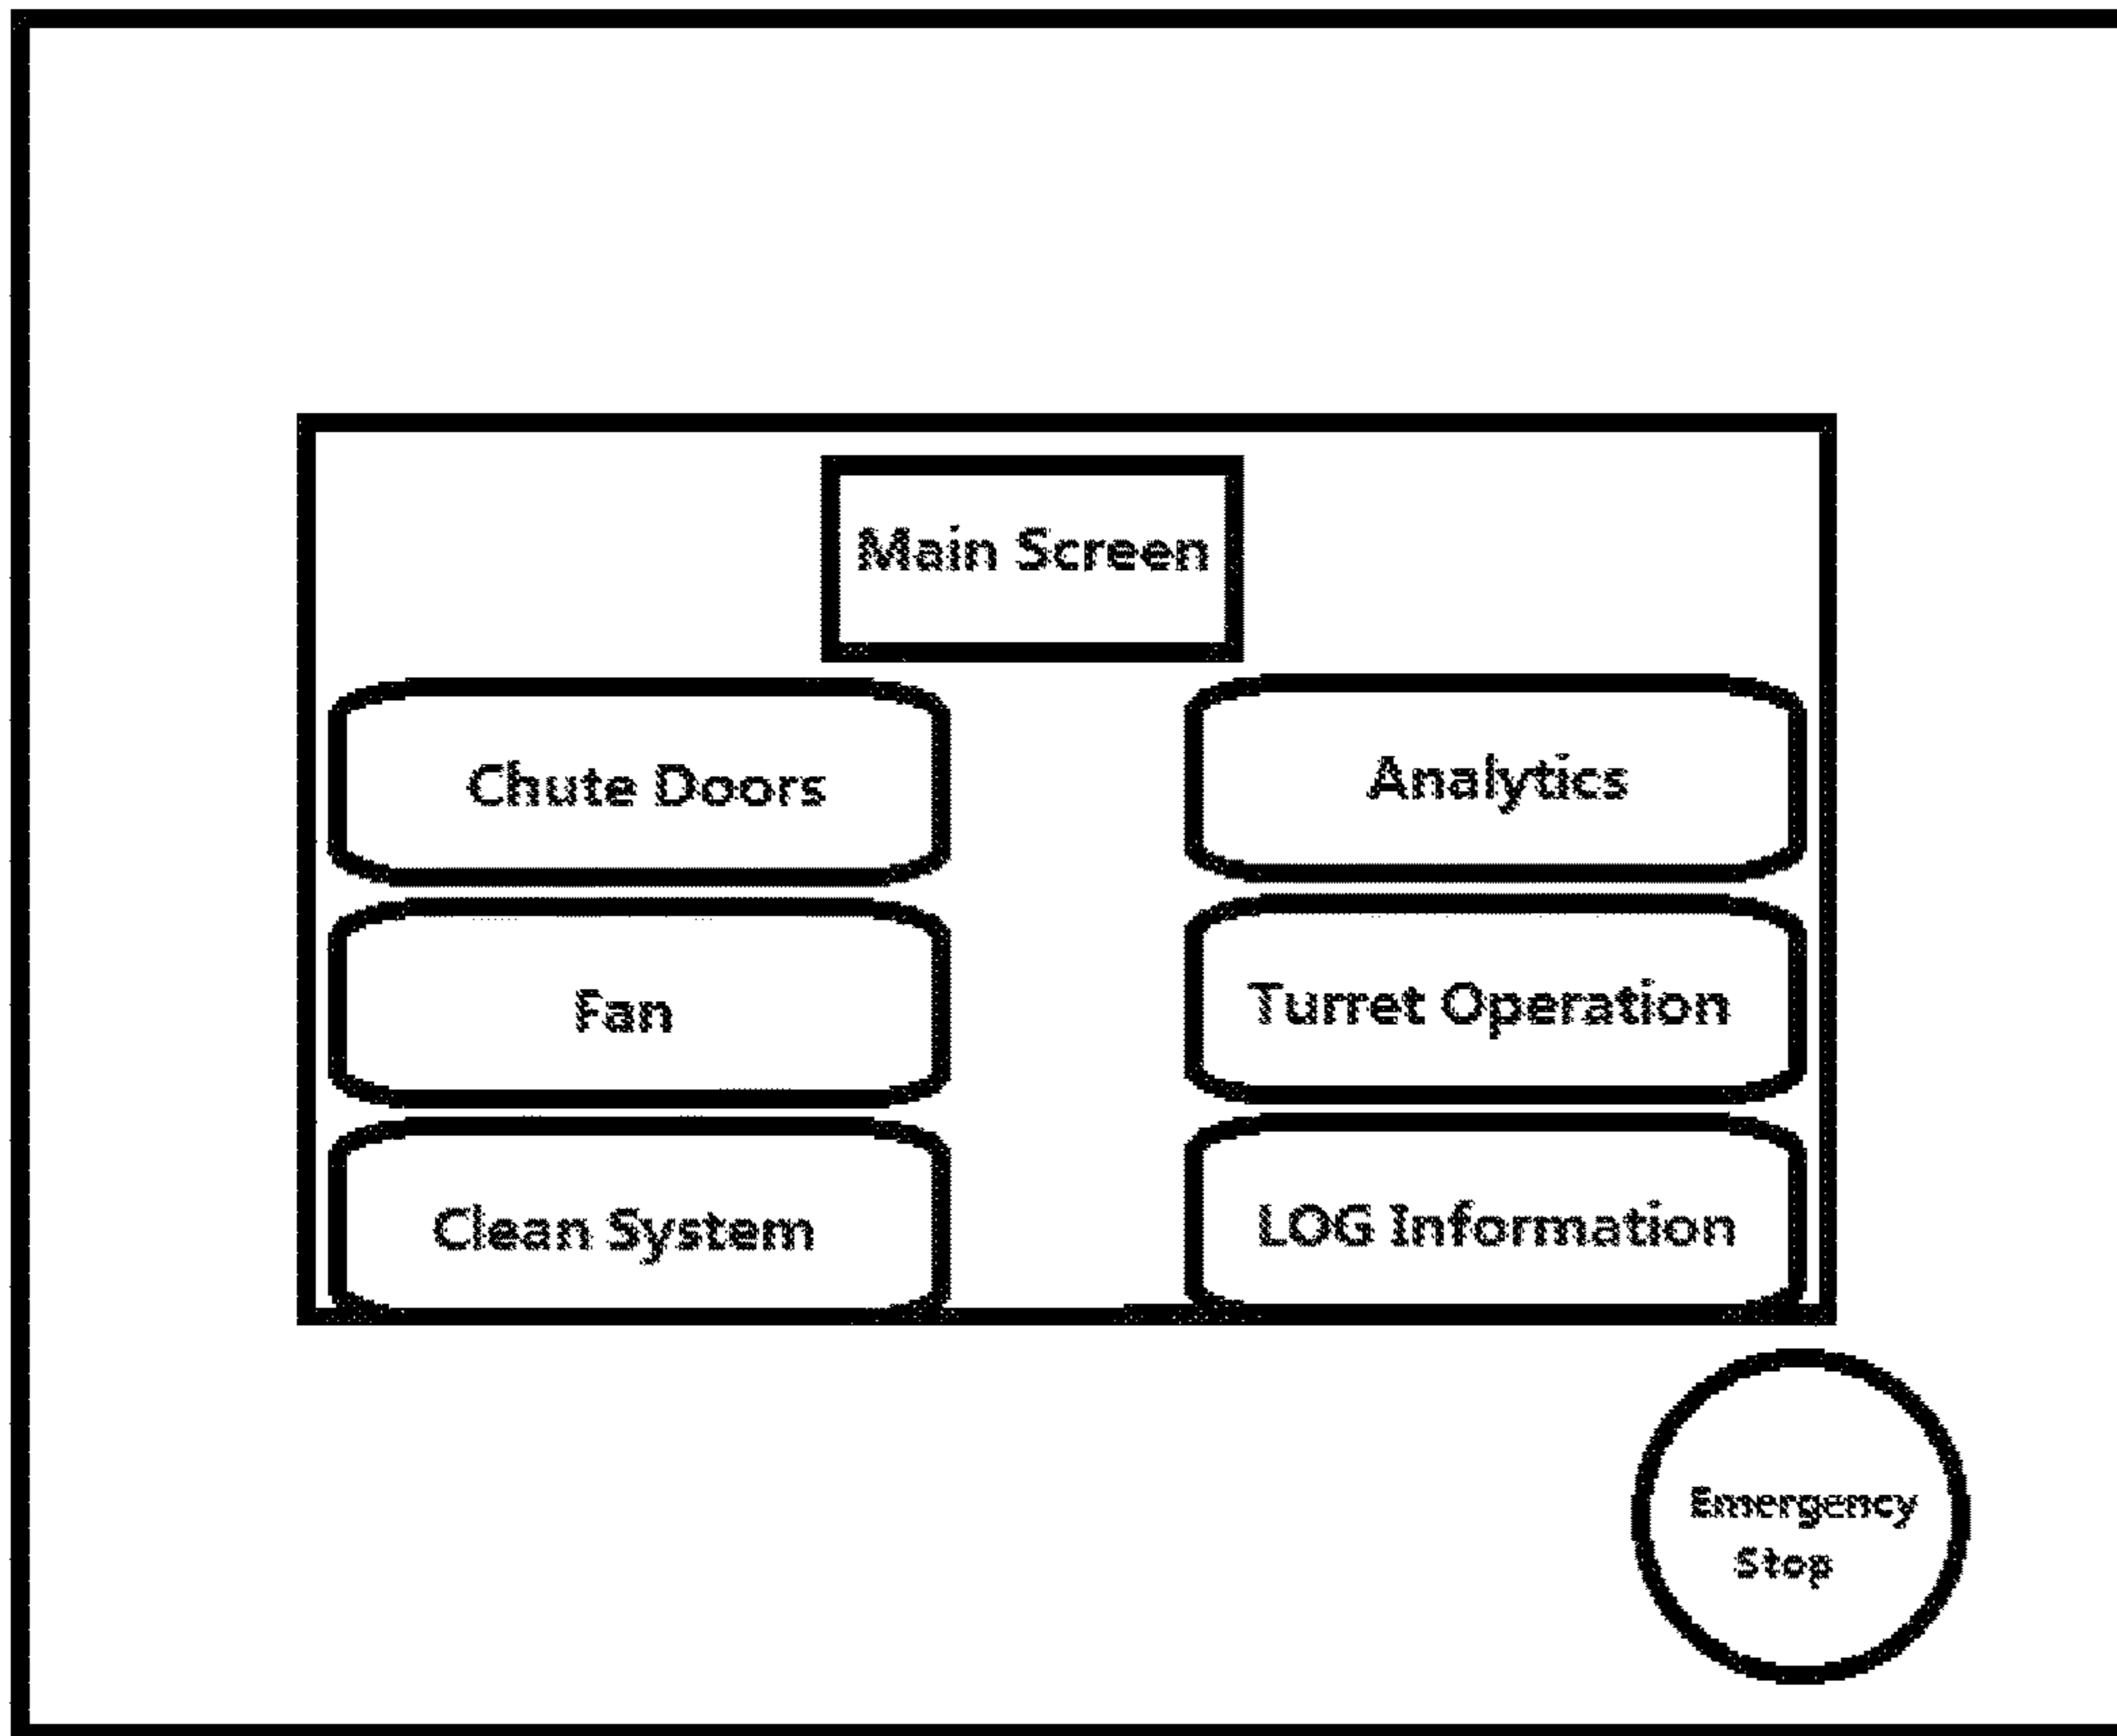 Main Screen
Chute Doors
Analytics
Fan
Turret Operation
Clean System
LOG Information
Emergency
Stop